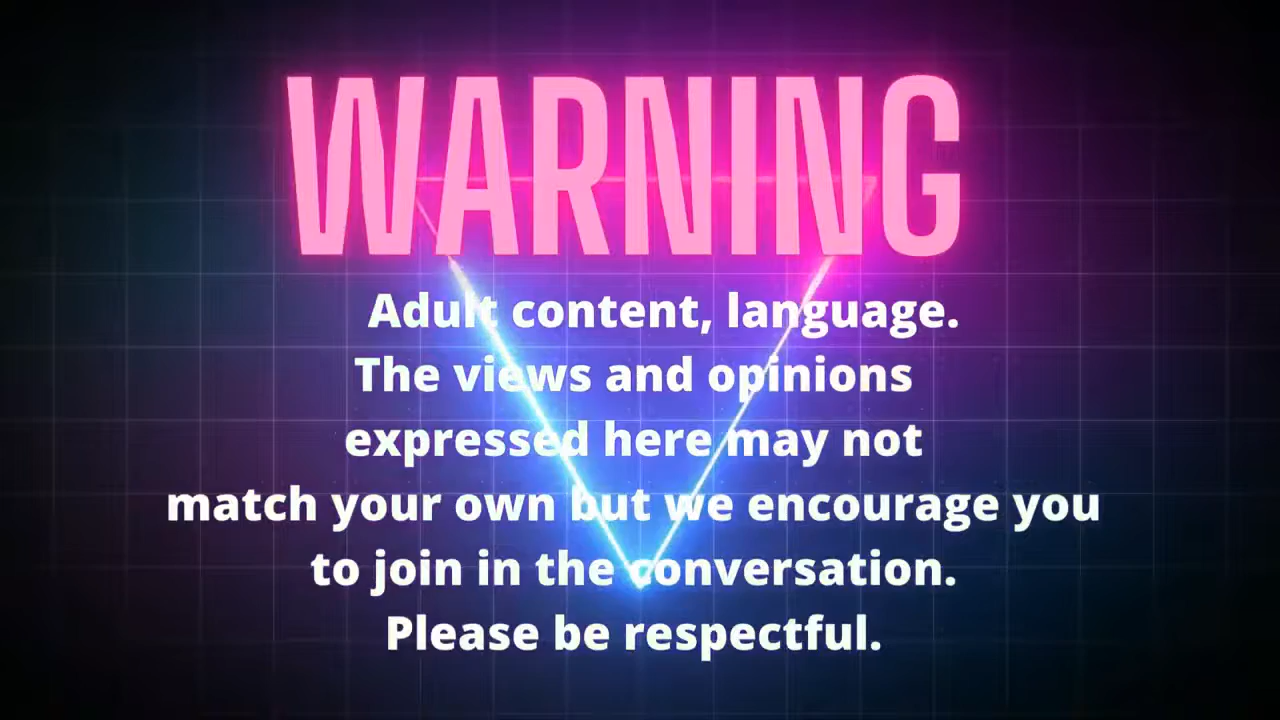 WARNING
Adult content, language.
The views and opinions
expressed here may not
match your own but we encourage you
to join in the conversation.
Please be respectful.